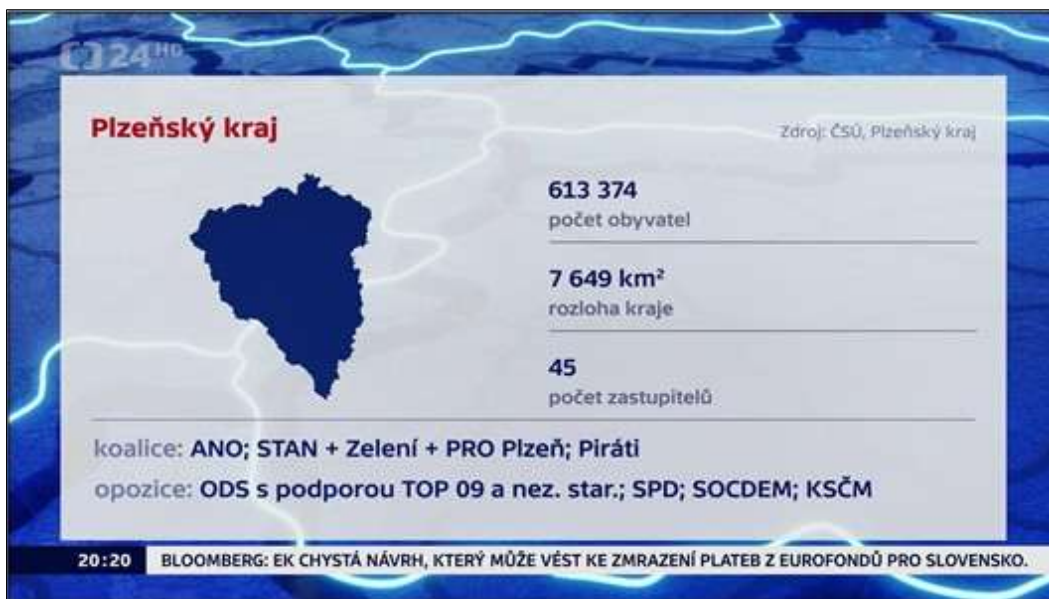 24 HD
Plzeňský kraj
Zdroj: ČSÚ, Plzeňský kraj
613 374
počet obyvatel
7 649 km²
rozloha kraje
45
počet zastupitelů
koalice: ANO; STAN + Zelení + PRO Plzeň; Piráti
opozice: ODS s podporou TOP 09 a nez. star.; SPD; SOCDEM; KSČM
20:20 BLOOMBERG: EK CHYSTÁ NÁVRH, KTERÝ MŮŽE VÉST KE ZMRAZENÍ PLATEB Z EUROFONDŮ PRO SLOVENSKO.